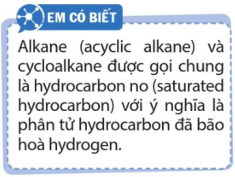 EM CÓ BIẾT
Alkane (acyclic alkane) và
cycloalkane được gọi chung
là hydrocarbon no (saturated
hydrocarbon) với ý nghĩa là
phân tử hydrocarbon đã bão
hoà hydrogen.